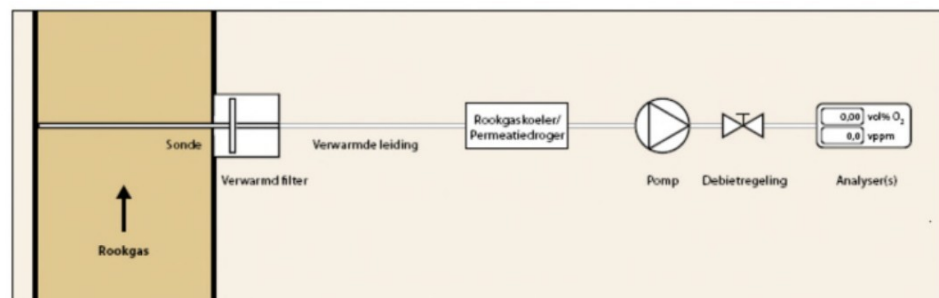 Sonde
Verwarmd filter
Rookgas
Verwarmde leiding
Rookgaskoeler/
Permeatiedroger
Pomp
Debietregeling
0,00 vol% O₂
0,0 vppm
Analyser(s)